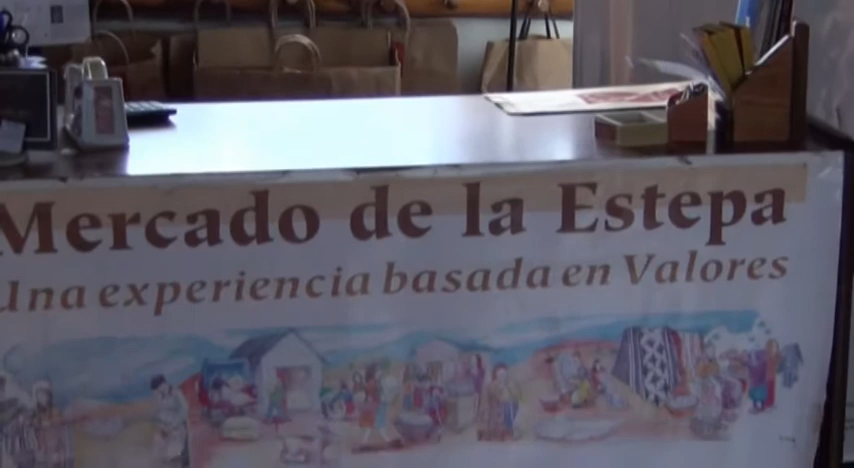 Mercado de la Estepa
Una experiencia basada en Valores